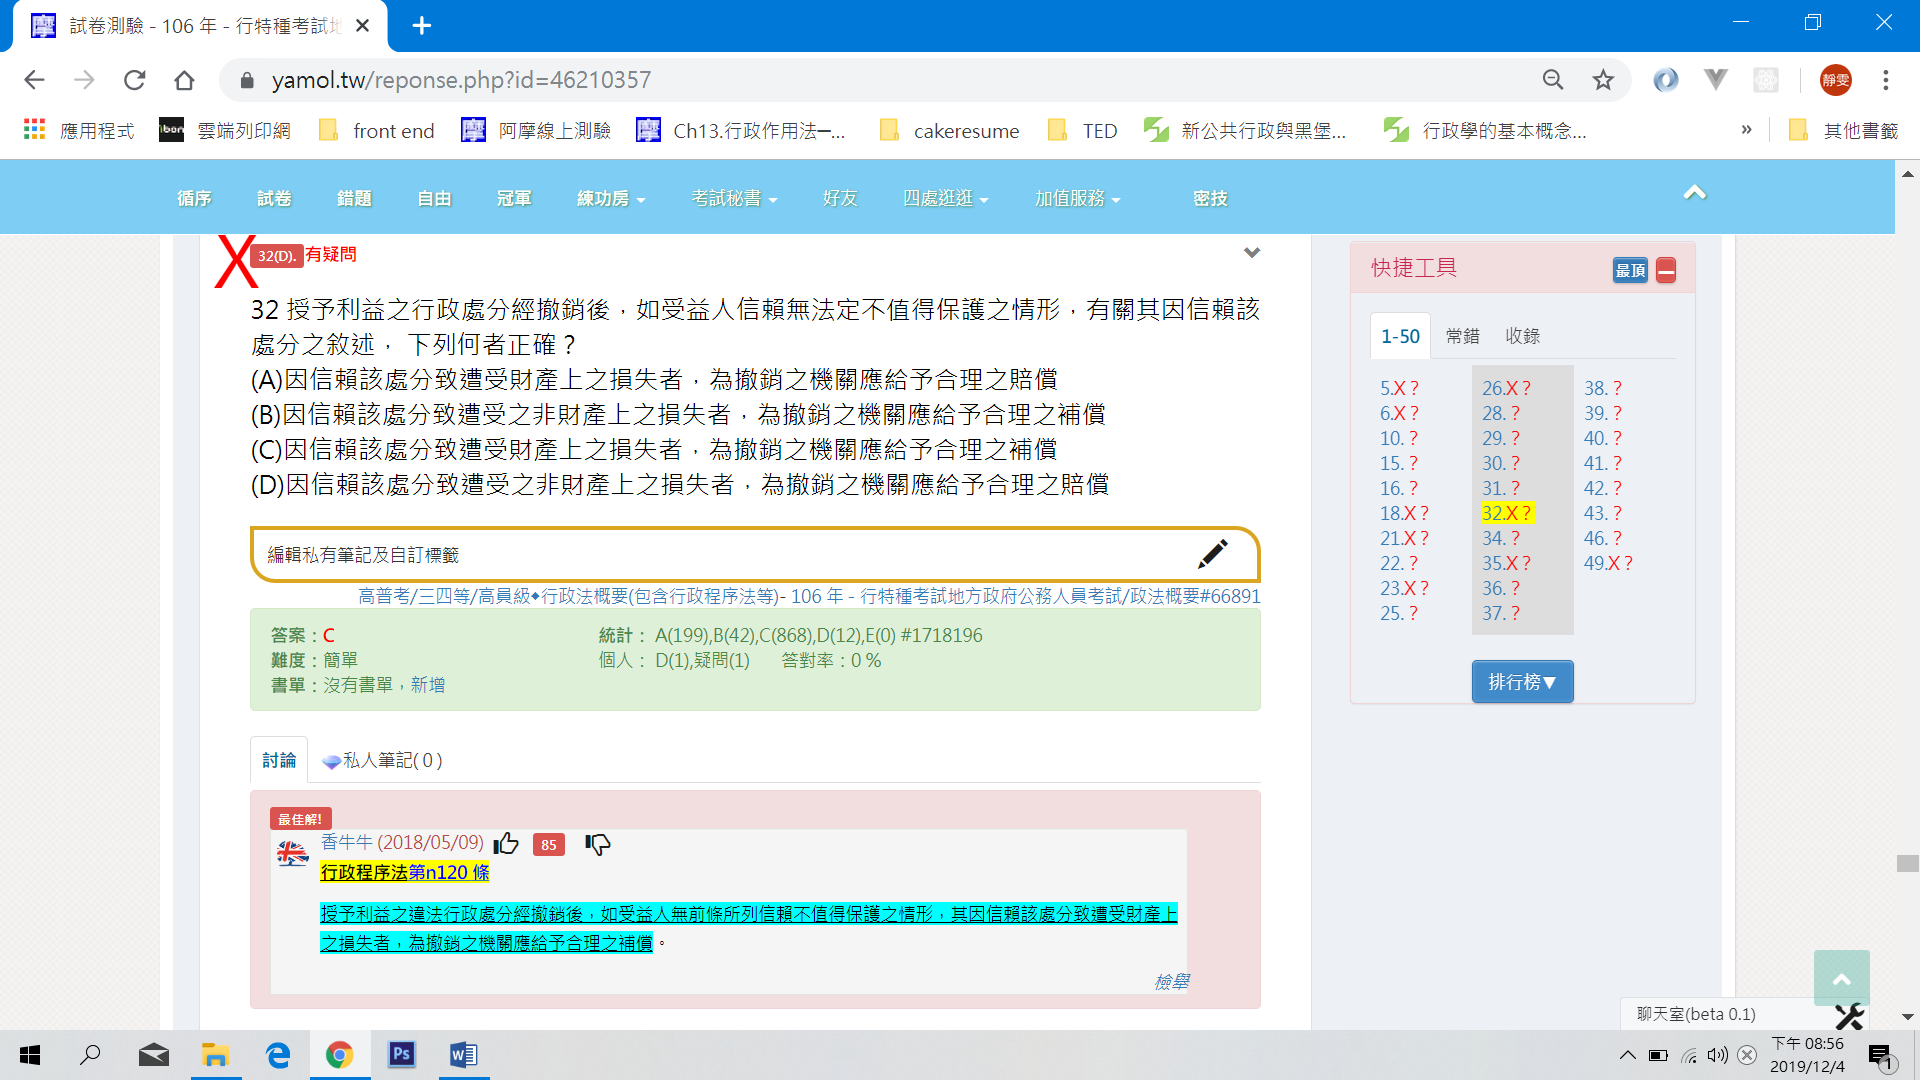 試卷測驗 - 106 年 - 行特種考試地
yamol.tw/reponse.php?id=46210357
靜雯
應用程式
ibon
雲端列印網
front end
摩
阿摩線上測驗
摩
Ch13.行政作用法─...
cakeresume
TED
新公共行政與黑堡...
行政學的基本概念...
»
其他書籤
循序
試卷
錯題
自由
冠軍
練功房
考試秘書
好友
四處逛逛
加值服務
密技
X
32(D).
有疑問
32 授予利益之行政處分經撤銷後，如受益人信賴無法定不值得保護之情形，有關其因信賴該
處分之敘述， 下列何者正確？
(A)因信賴該處分致遭受財產上之損失者，為撤銷之機關應給予合理之賠償
(B)因信賴該處分致遭受之非財產上之損失者，為撤銷之機關應給予合理之補償
(C)因信賴該處分致遭受財產上之損失者，為撤銷之機關應給予合理之補償
(D)因信賴該處分致遭受之非財產上之損失者，為撤銷之機關應給予合理之賠償
編輯私有筆記及自訂標籤
高普考/三四等/高員級◆行政法概要(包含行政程序法等)- 106 年 - 行特種考試地方政府公務人員考試/政法概要#66891
答案：C
難度：簡單
書單：沒有書單，新增
統計： A(199),B(42),C(868),D(12),E(0) #1718196
個人： D(1),疑問(1) 答對率：0 %
討論
私人筆記( 0 )
最佳解!
香牛牛 (2018/05/09)
85
行政程序法第n120 條
授予利益之違法行政處分經撤銷後，如受益人無前條所列信賴不值得保護之情形，其因信賴該處分致遭受財產上
之損失者，為撤銷之機關應給予合理之補償。
檢舉
快捷工具
最頂
1-50
常錯
收錄
5.X ?
6.X ?
10. ?
15. ?
16. ?
18.X ?
21.X ?
22. ?
23.X ?
25. ?
26.X ?
28. ?
29. ?
30. ?
31. ?
32.X ?
34. ?
35.X ?
36. ?
37. ?
38. ?
39. ?
40. ?
41. ?
42. ?
43. ?
46. ?
49.X ?
排行榜▼
聊天室(beta 0.1)
Ps
下午 08:56
2019/12/4
1